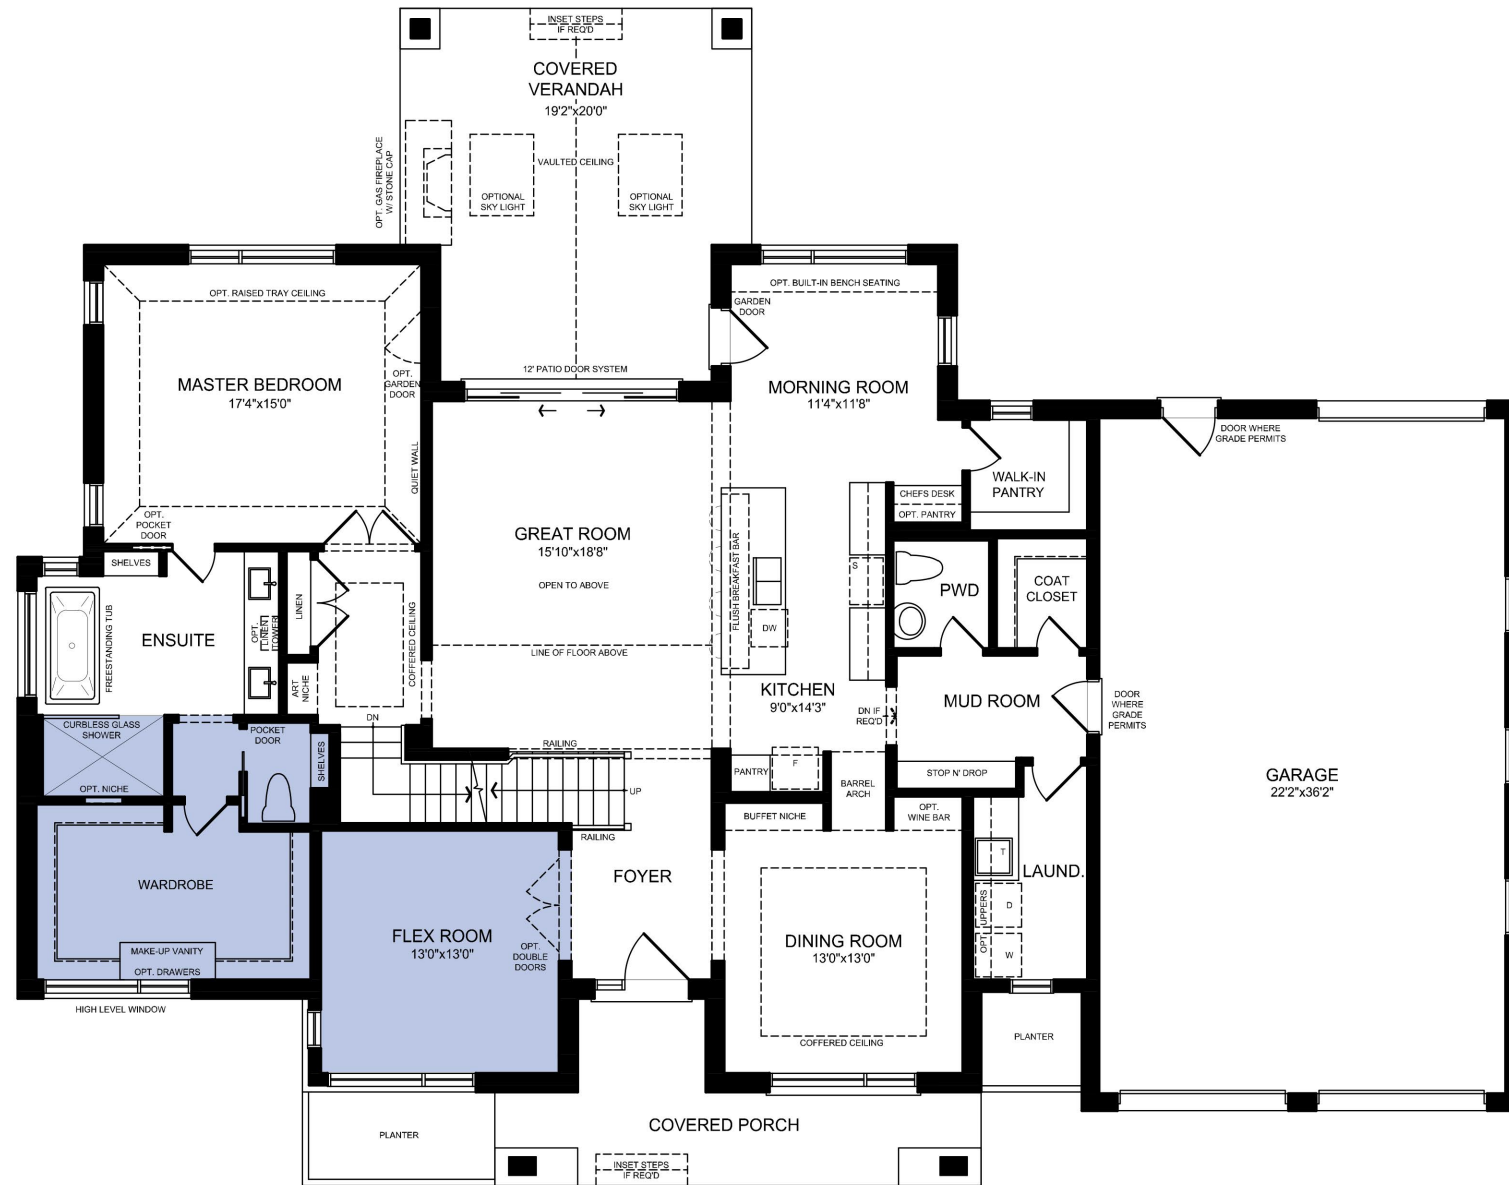 INSET STEPS
IF REQ'D
COVERED
VERANDAH
19'2"x20'0"
OPT. GAS FIREPLACE
W/ STONE CAP
VAULTED CEILING
OPTIONAL
SKY LIGHT
OPTIONAL
SKY LIGHT
OPT. RAISED TRAY CEILING
MASTER BEDROOM
17'4"x15'0"
OPT.
GARDEN
DOOR
QUIET WALL
OPT.
POCKET
DOOR
12' PATIO DOOR SYSTEM
GARDEN
DOOR
OPT. BUILT-IN BENCH SEATING
MORNING ROOM
11'4"x11'8"
DOOR WHERE
GRADE PERMITS
WALK-IN
PANTRY
CHEFS DESK
OPT. PANTRY
GREAT ROOM
15'10"x18'8"
OPEN TO ABOVE
LINE OF FLOOR ABOVE
FLUSH BREAKFAST BAR
DW
S
KITCHEN
9'0"x14'3"
PWD
COAT
CLOSET
MUD ROOM
DN IF
REQ'D
DOOR
WHERE
GRADE
PERMITS
SHELVES
ENSUITE
FREESTANDING TUB
OPT.
LINEN
TOWER
LINEN
ART
NICHE
COFFERED CEILING
DN
CURBLESS GLASS
SHOWER
OPT. NICHE
POCKET
DOOR
SHELVES
RAILING
UP
RAILING
PANTRY
F
BARREL
ARCH
STOP N' DROP
GARAGE
22'2"x36'2"
BUFFET NICHE
OPT.
WINE BAR
T
LAUND.
OPT. UPPERS
D
W
WARDROBE
MAKE-UP VANITY
OPT. DRAWERS
HIGH LEVEL WINDOW
FLEX ROOM
13'0"x13'0"
OPT.
DOUBLE
DOORS
FOYER
DINING ROOM
13'0"x13'0"
COFFERED CEILING
PLANTER
PLANTER
COVERED PORCH
INSET STEPS
IF REQ'D